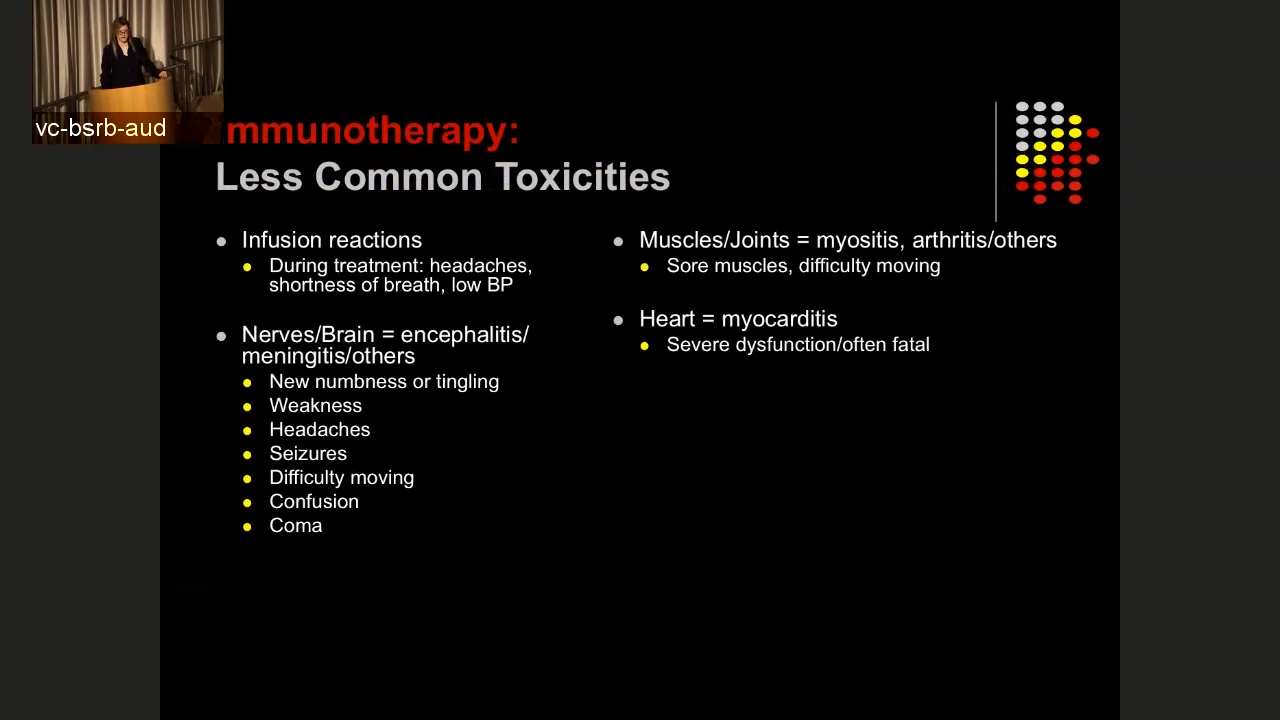 vc-bsrb-aud
mmunotherapy:
Less Common Toxicities
Infusion reactions
During treatment: headaches,
shortness of breath, low BP
Nerves/Brain = encephalitis/
meningitis/others
New numbness or tingling
Weakness
Headaches
Seizures
Difficulty moving
Confusion
Coma
Muscles/Joints = myositis, arthritis/others
Sore muscles, difficulty moving
Heart = myocarditis
Severe dysfunction/often fatal